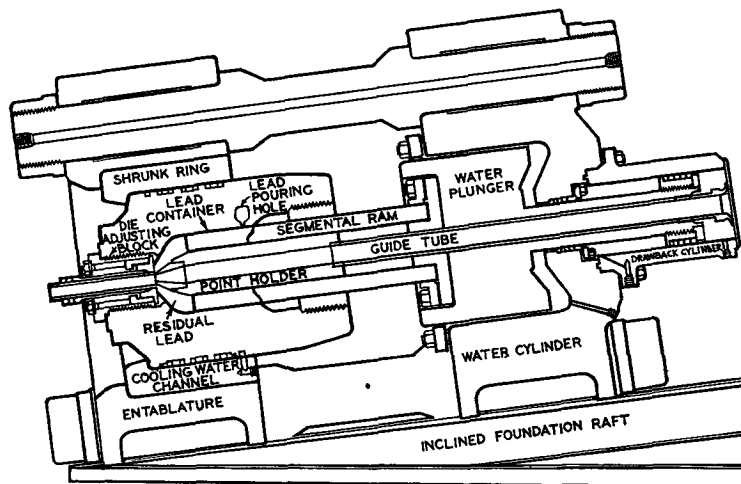 SHRUNK RING
LEAD
CONTAINER
LEAD
POURING
HOLE
WATER
PLUNGER
DIE
ADJUSTING
BLOCK
SEGMENTAL RAM
GUIDE TUBE
DRAWBACK CYLINDER
POINT HOLDER
RESIDUAL
LEAD
WATER CYLINDER
COOLING WATER
CHANNEL
ENTABLATURE
INCLINED FOUNDATION RAFT